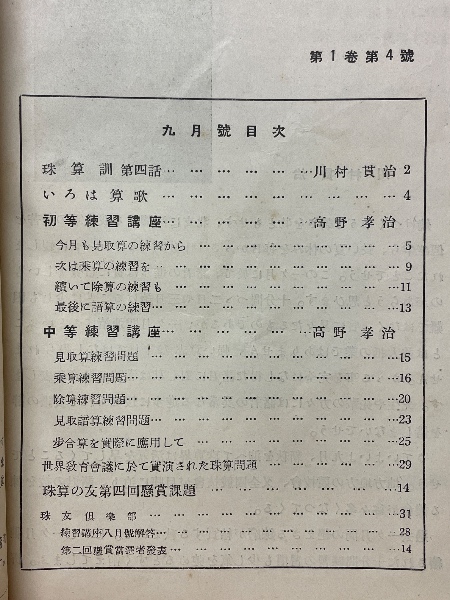 第1卷第4號
九月號目次
珠算訓 第四話… … … … … …川村貫治 2
いろは算歌… … … … … … … … … 4
初等練習講座… … … … … …高野孝治
今月も見取算の練習から … … … … … … 5
次は乘算の練習を… … … … … … … … 9
續いて除算の練習も … … … … … … … 11
最後に諳算の練習… … … … … … … … 13
中等練習講座… … … … … …高野孝治
見取算練習問題 … … … … … … … … 15
乘算練習問題… … … … … … … … … 16
除算練習問題… … … … … … … … … 20
見取諳算練習問題… … … … … … … … 23
步合算を實際に應用して … … … … … … 25
世界敎育會議に於て實演された珠算問題 … … … … 29
珠算の友第四回懸賞課題 … … … … … … 14
珠友俱樂部 … … … … … … … … … 31
練習講座八月號解答… … … … … … … … 28
第二回懸賞當選者發表… … … … … … … 14